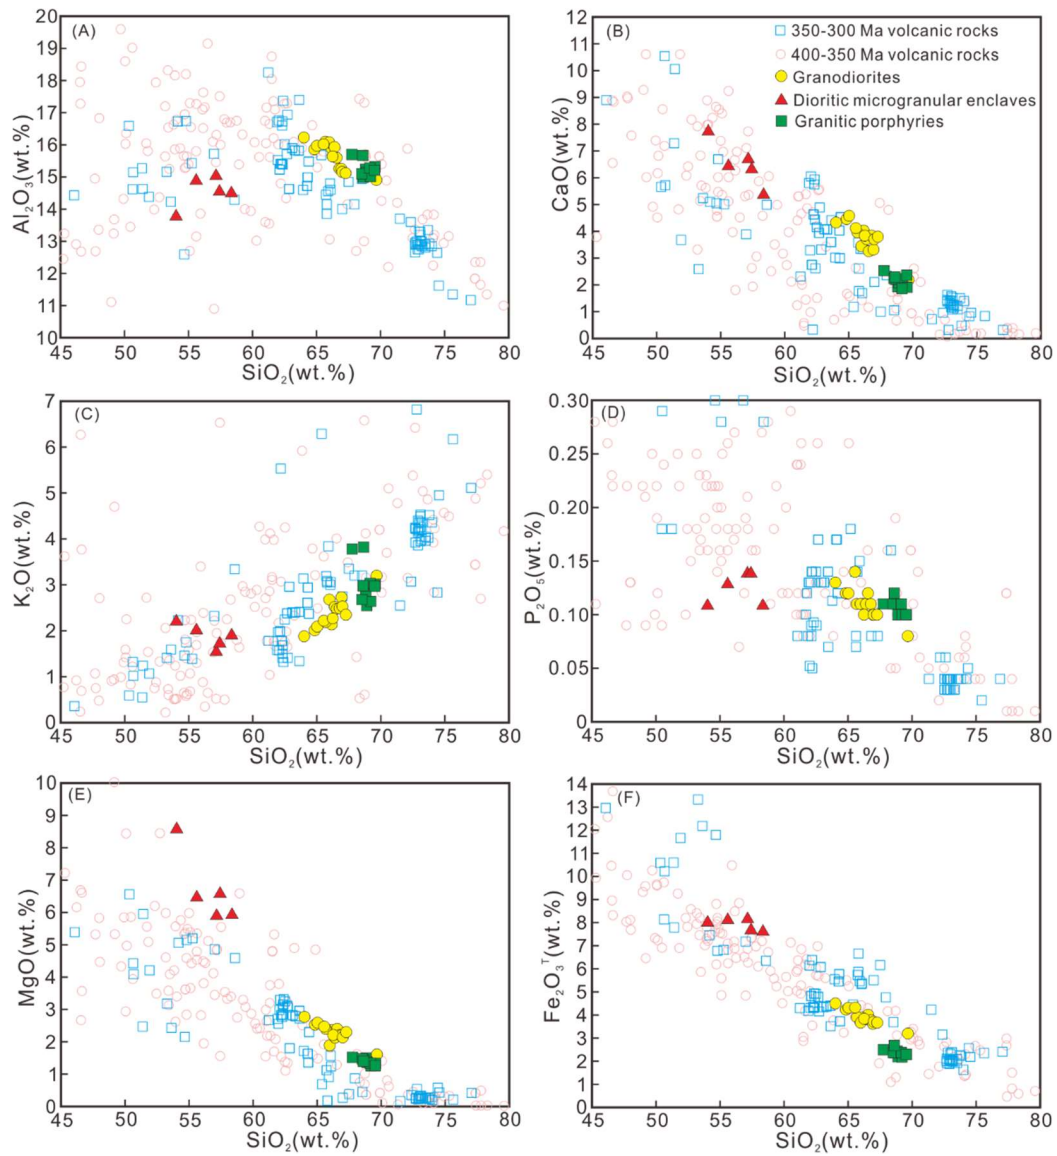 (A)
Al₂O₃(wt.%)
20
19
18
17
16
15
14
13
12
11
10
45 50 55 60 65 70 75 80
SiO₂(wt.%)
(B)
350-300 Ma volcanic rocks
400-350 Ma volcanic rocks
Granodiorites
Dioritic microgranular enclaves
Granitic porphyries
CaO(wt.%)
12
11
10
9
8
7
6
5
4
3
2
1
0
45 50 55 60 65 70 75 80
SiO₂(wt.%)
(C)
K₂O(wt.%)
7
6
5
4
3
2
1
0
45 50 55 60 65 70 75 80
SiO₂(wt.%)
(D)
P₂O₅(wt.%)
0.30
0.25
0.20
0.15
0.10
0.05
0
45 50 55 60 65 70 75 80
SiO₂(wt.%)
(E)
MgO(wt.%)
10
9
8
7
6
5
4
3
2
1
0
45 50 55 60 65 70 75 80
SiO₂(wt.%)
(F)
Fe₂O₃ᵀ(wt.%)
14
13
12
11
10
9
8
7
6
5
4
3
2
1
0
45 50 55 60 65 70 75 80
SiO₂(wt.%)